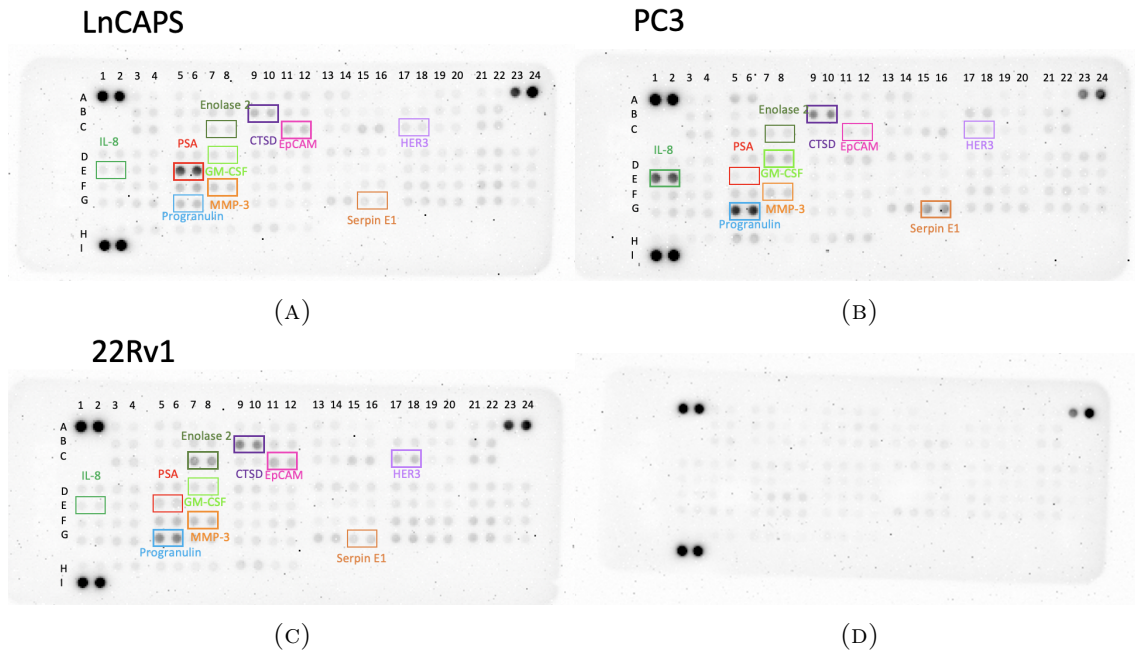 LnCAPS
PC3
1 2 3 4 5 6 7 8 9 10 11 12 13 14 15 16 17 18 19 20 21 22 23 24
A
B
C
D
E
F
G
H
I
Enolase 2
IL-8
PSA
CTSD
EpCAM
HER3
GM-CSF
MMP-3
Progranulin
Serpin E1
1 2 3 4 5 6 7 8 9 10 11 12 13 14 15 16 17 18 19 20 21 22 23 24
A
B
C
D
E
F
G
H
I
Enolase 2
IL-8
PSA
CTSD
EpCAM
HER3
GM-CSF
MMP-3
Progranulin
Serpin E1
(A)
(B)
22Rv1
1 2 3 4 5 6 7 8 9 10 11 12 13 14 15 16 17 18 19 20 21 22 23 24
A
B
C
D
E
F
G
H
I
Enolase 2
IL-8
PSA
CTSD
EpCAM
HER3
GM-CSF
MMP-3
Progranulin
Serpin E1
(C)
(D)